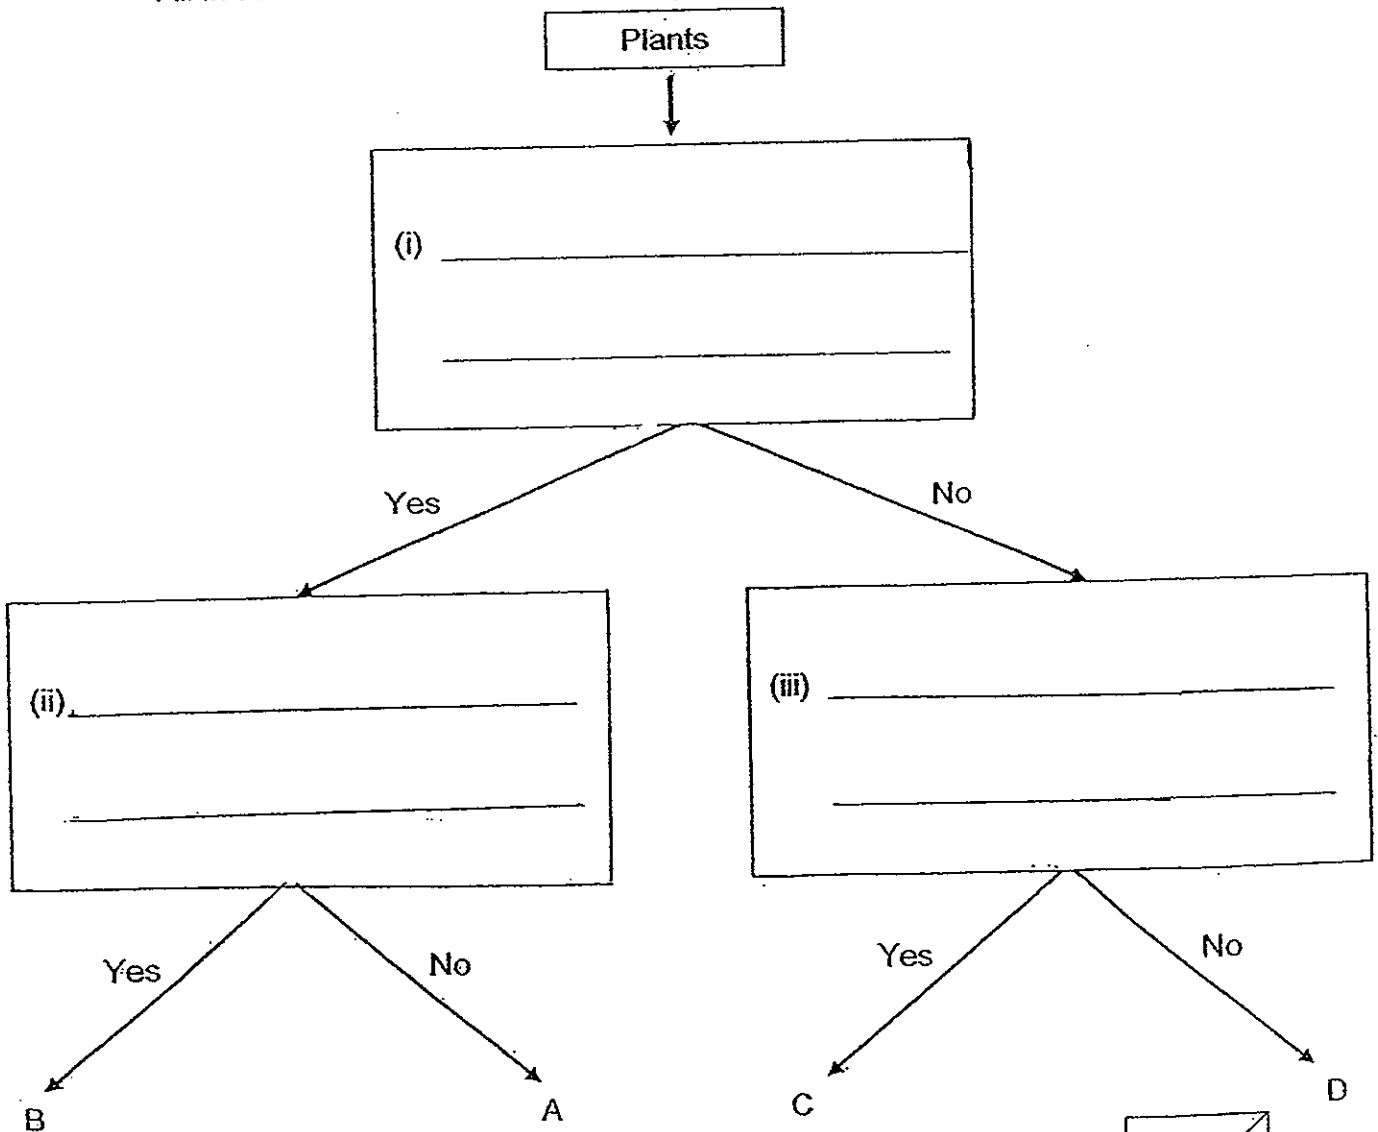 Plants
(i)
Yes
No
(ii)
(iii)
Yes
No
Yes
No
B
A
C
D